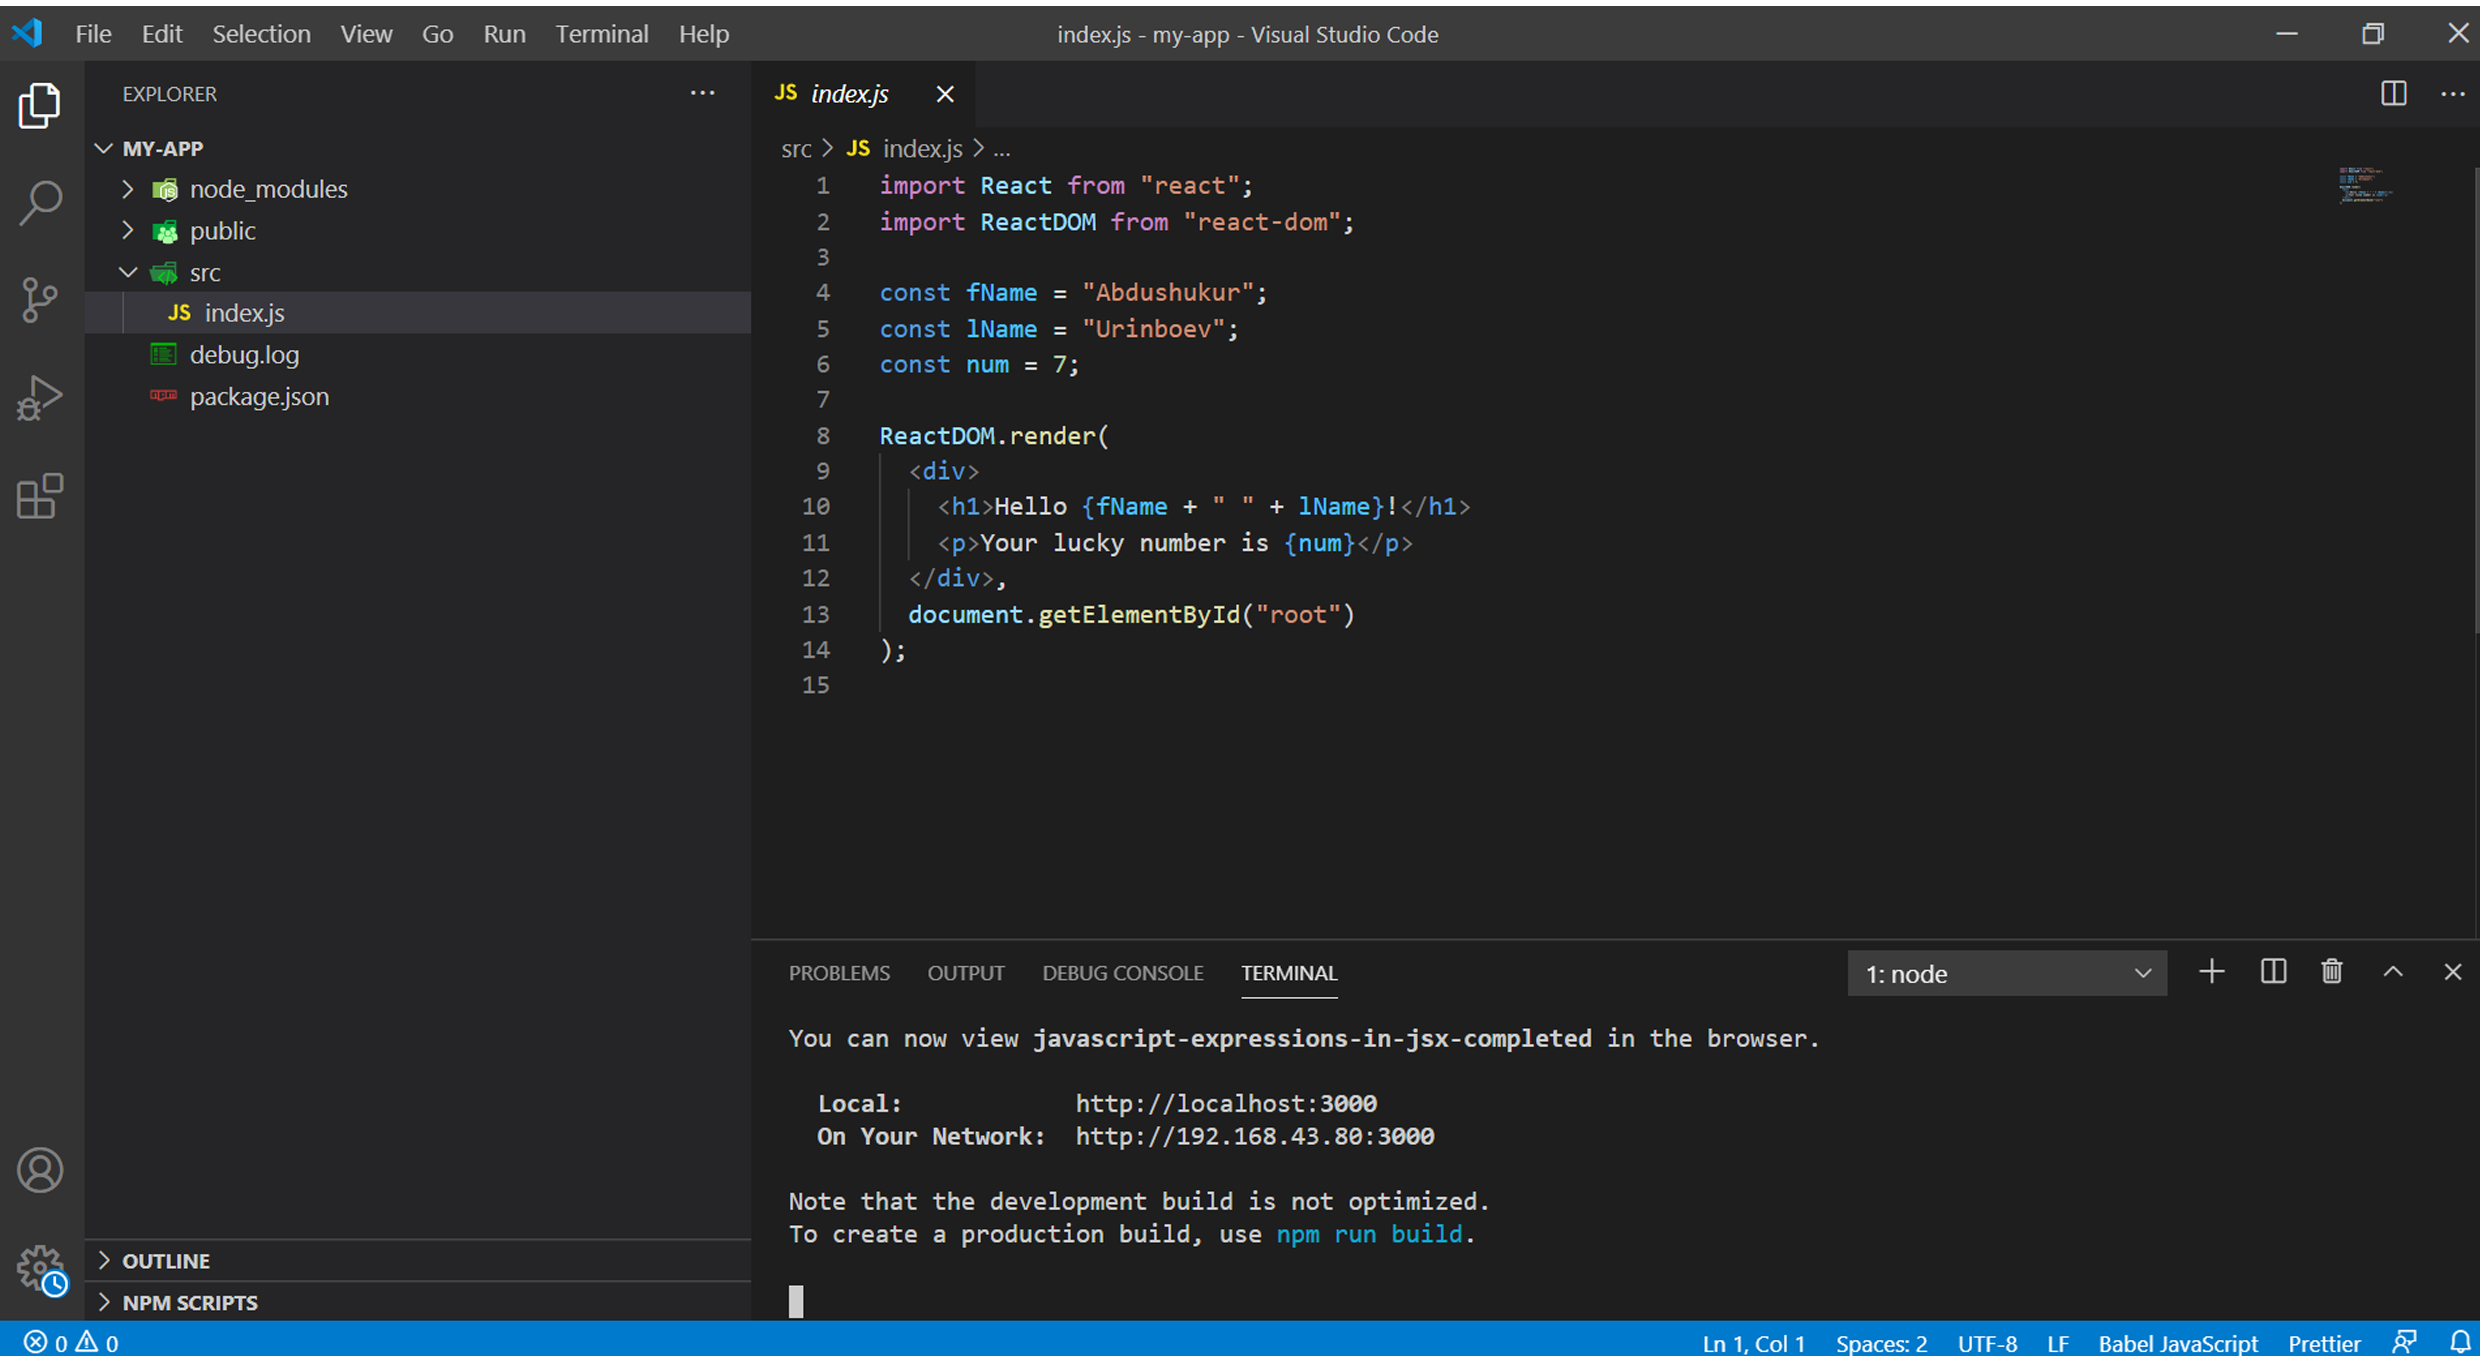 File Edit Selection View Go Run Terminal Help index.js - my-app - Visual Studio Code
EXPLORER
MY-APP
node_modules
public
src
JS index.js
debug.log
npm package.json
OUTLINE
NPM SCRIPTS
JS index.js
src > JS index.js > ...
1 import React from "react";
2 import ReactDOM from "react-dom";
3
4 const fName = "Abdushukur";
5 const lName = "Urinboev";
6 const num = 7;
7
8 ReactDOM.render(
9 <div>
10 <h1>Hello {fName + " " + lName}!</h1>
11 <p>Your lucky number is {num}</p>
12 </div>,
13 document.getElementById("root")
14 );
15
PROBLEMS OUTPUT DEBUG CONSOLE TERMINAL 1: node
You can now view javascript-expressions-in-jsx-completed in the browser.
Local: http://localhost:3000
On Your Network: http://192.168.43.80:3000
Note that the development build is not optimized.
To create a production build, use npm run build.
0 0 Ln 1, Col 1 Spaces: 2 UTF-8 LF Babel JavaScript Prettier